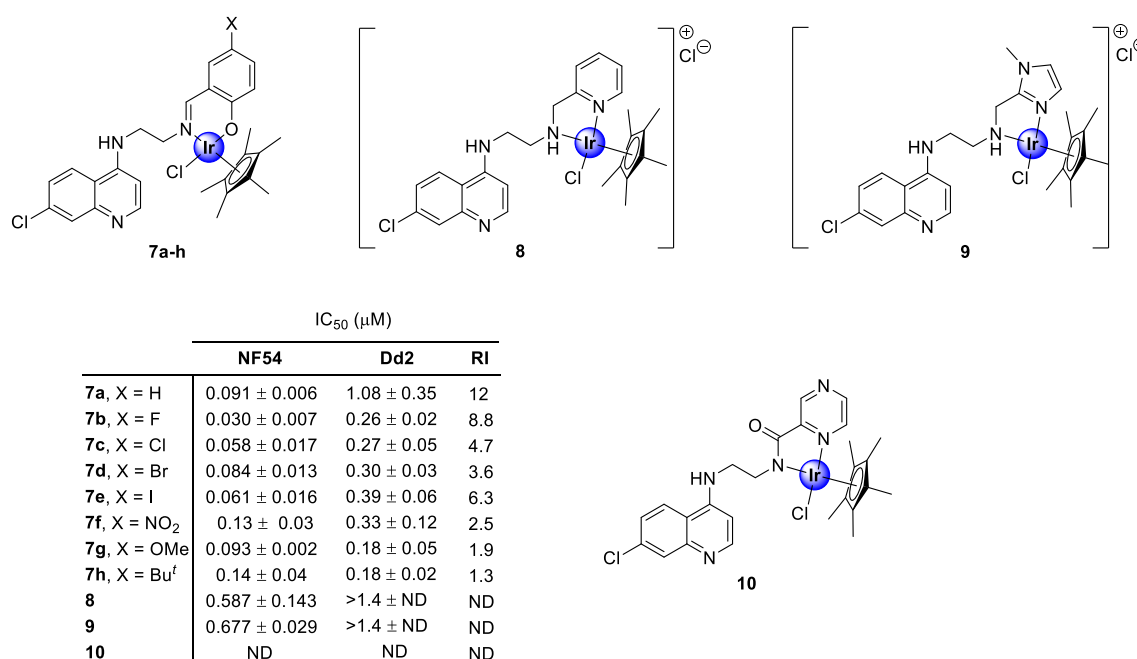 X
N
O
Ir
HN
Cl
Cl
N
7a-h
⊕
Cl⊖
N
N
H
Ir
HN
Cl
Cl
N
8
⊕
Cl⊖
N
N
N
H
Ir
HN
Cl
Cl
N
9
IC50 (μM)
NF54 Dd2 RI
7a, X = H 0.091 ± 0.006 1.08 ± 0.35 12
7b, X = F 0.030 ± 0.007 0.26 ± 0.02 8.8
7c, X = Cl 0.058 ± 0.017 0.27 ± 0.05 4.7
7d, X = Br 0.084 ± 0.013 0.30 ± 0.03 3.6
7e, X = I 0.061 ± 0.016 0.39 ± 0.06 6.3
7f, X = NO2 0.13 ± 0.03 0.33 ± 0.12 2.5
7g, X = OMe 0.093 ± 0.002 0.18 ± 0.05 1.9
7h, X = But 0.14 ± 0.04 0.18 ± 0.02 1.3
8 0.587 ± 0.143 >1.4 ± ND ND
9 0.677 ± 0.029 >1.4 ± ND ND
10 ND ND ND
N
O
N
N
Ir
HN
Cl
Cl
N
10